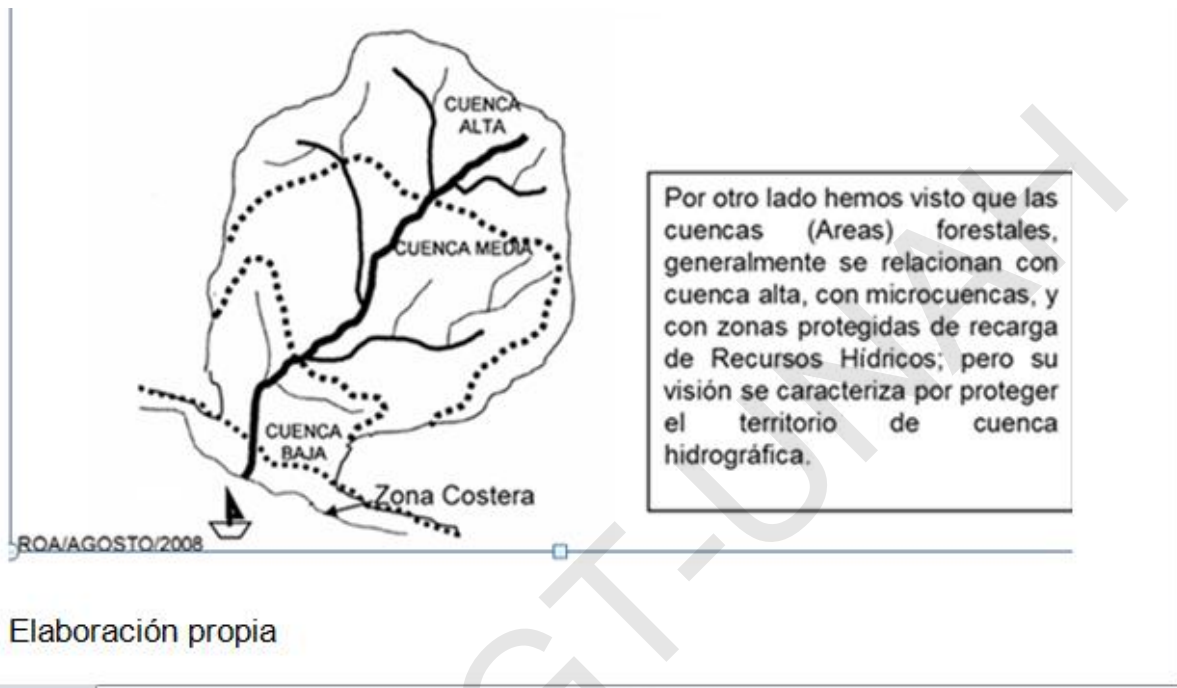 CUENCA
ALTA
CUENCA MEDIA
CUENCA
BAJA
Zona Costera
ROA/AGOSTO/2008
Por otro lado hemos visto que las
cuencas (Areas) forestales,
generalmente se relacionan con
cuenca alta, con microcuencas, y
con zonas protegidas de recarga
de Recursos Hídricos; pero su
visión se caracteriza por proteger
el territorio de cuenca
hidrográfica.
Elaboración propia
GT-UNAH